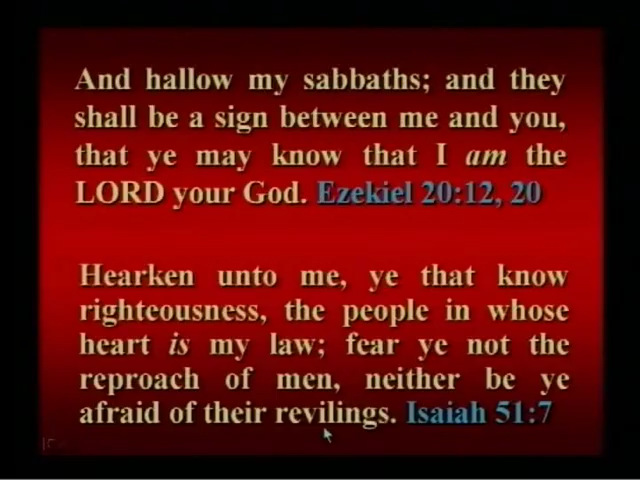 And hallow my sabbaths; and they
shall be a sign between me and you,
that ye may know that I am the
LORD your God. Ezekiel 20:12, 20
Hearken unto me, ye that know
righteousness, the people in whose
heart is my law; fear ye not the
reproach of men, neither be ye
afraid of their revilings. Isaiah 51:7